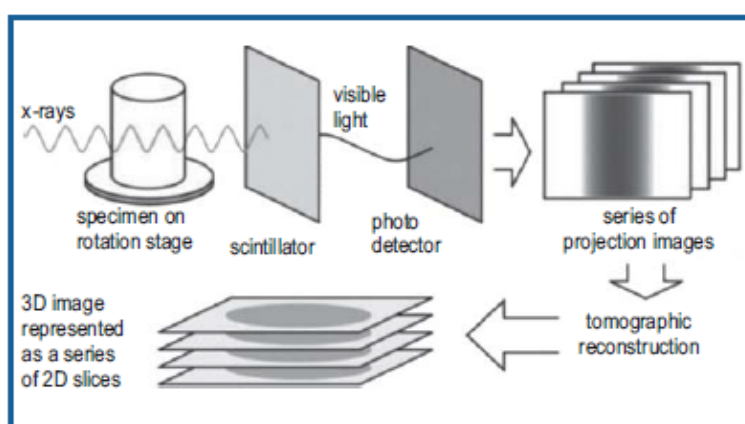 x-rays
specimen on
rotation stage
scintillator
visible
light
photo
detector
series of
projection images
tomographic
reconstruction
3D image
represented
as a series
of 2D slices